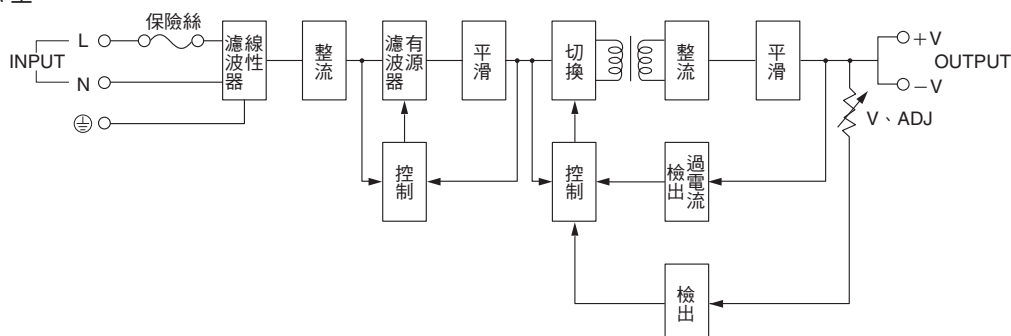 保險絲
L
INPUT
N
線性
濾波器
整流
有源
濾波器
平滑
切換
整流
平滑
+V
OUTPUT
−V
V、ADJ
控制
控制
過電流
檢出
檢出